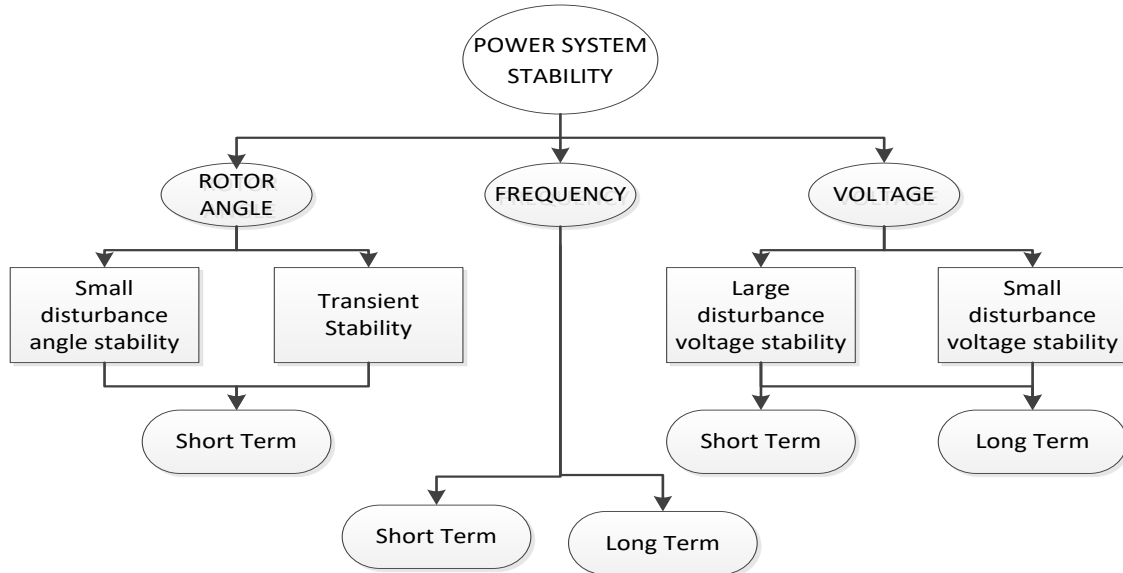 POWER SYSTEM
STABILITY
ROTOR
ANGLE
FREQUENCY
VOLTAGE
Small
disturbance
angle stability
Transient
Stability
Large
disturbance
voltage stability
Small
disturbance
voltage stability
Short Term
Short Term
Long Term
Short Term
Long Term